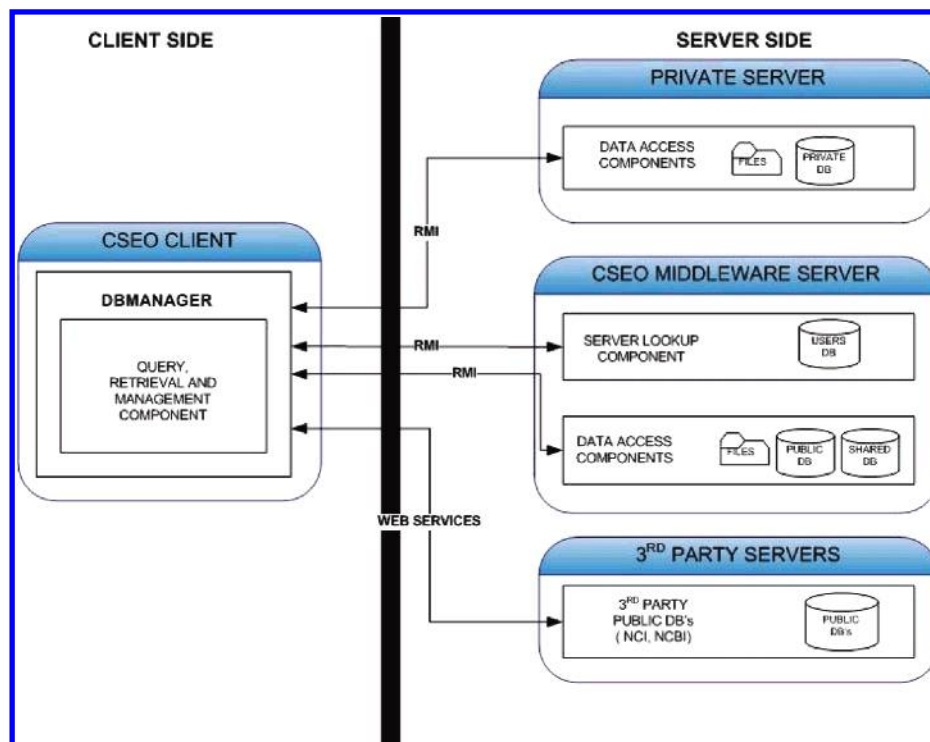 CLIENT SIDE
SERVER SIDE
PRIVATE SERVER
DATA ACCESS
COMPONENTS
FILES
PRIVATE
DB
RMI
CSEO CLIENT
DBMANAGER
QUERY,
RETRIEVAL AND
MANAGEMENT
COMPONENT
CSEO MIDDLEWARE SERVER
RMI
SERVER LOOKUP
COMPONENT
USERS
DB
RMI
DATA ACCESS
COMPONENTS
FILES
PUBLIC
DB
SHARED
DB
WEB SERVICES
3RD PARTY SERVERS
3RD PARTY
PUBLIC DB's
( NCI, NCBI)
PUBLIC
DB's